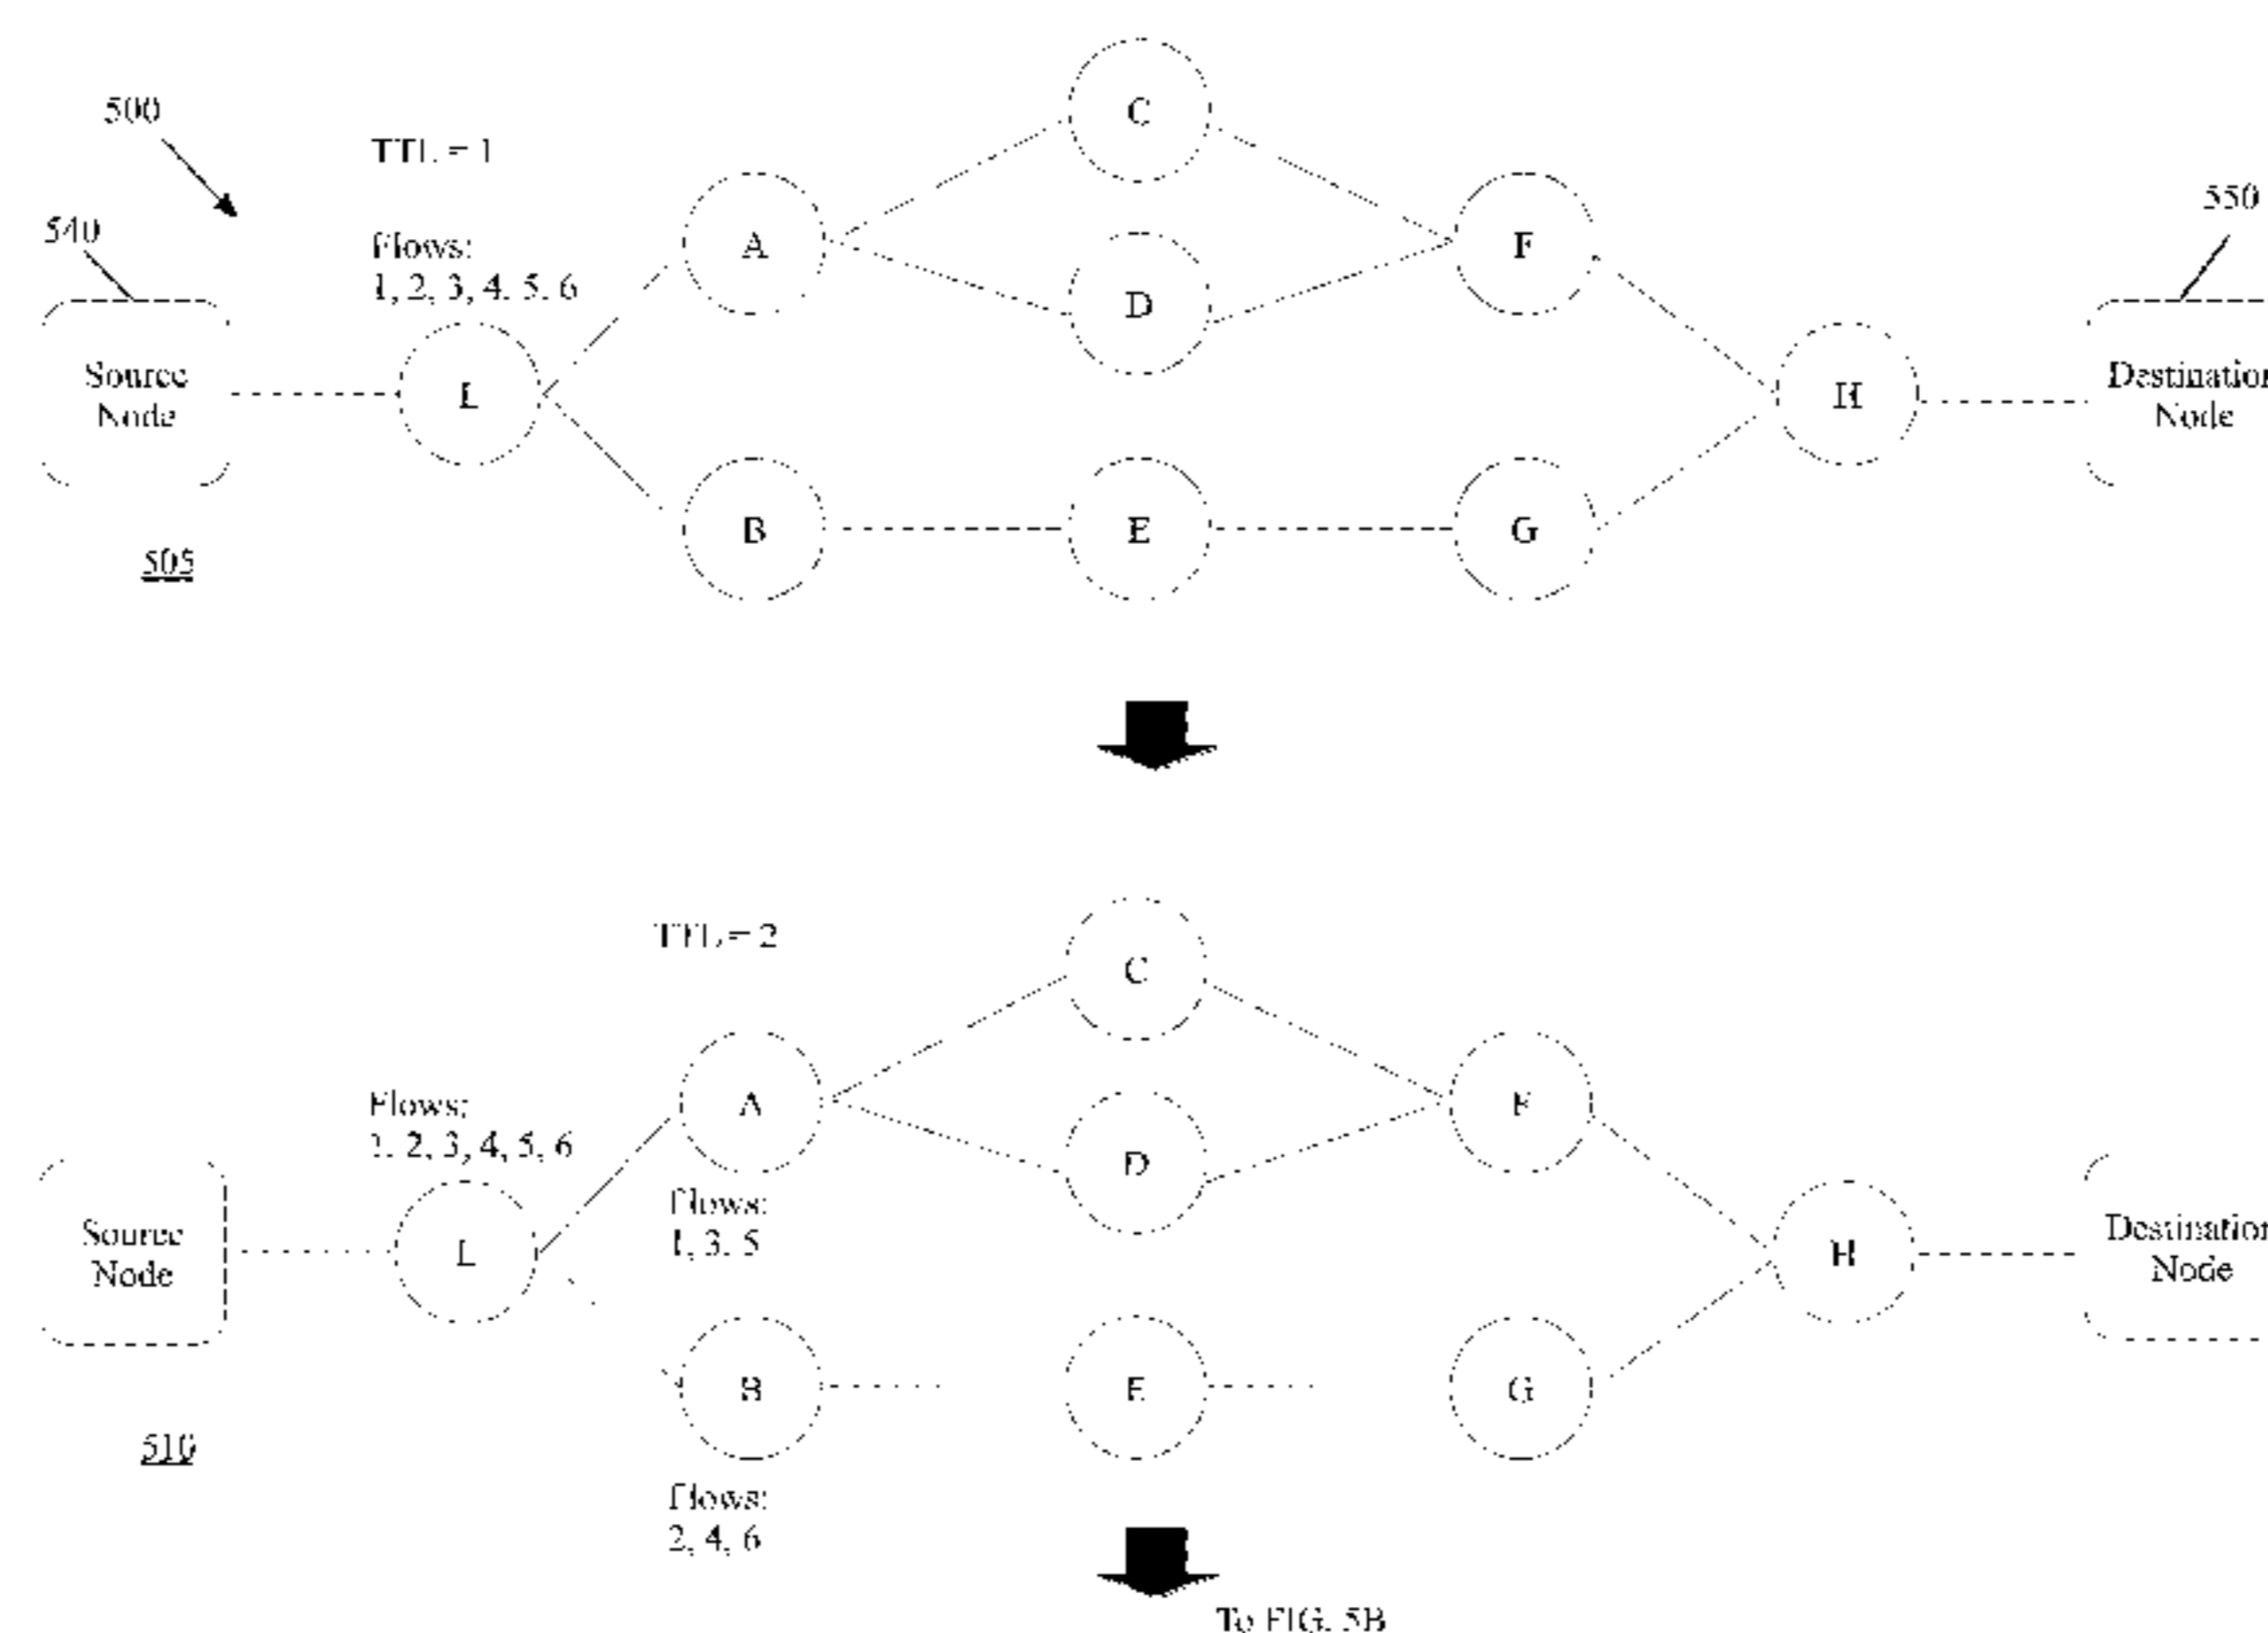 500
TTL = 1
C
550
540
Flows:
1, 2, 3, 4, 5, 6
A
F
D
Source
Node
L
H
Destination
Node
B
E
G
505
TTL = 2
C
Flows:
1, 2, 3, 4, 5, 6
A
F
D
Flows:
1, 3, 5
Source
Node
L
H
Destination
Node
B
E
G
510
Flows:
2, 4, 6
To FIG. 5B